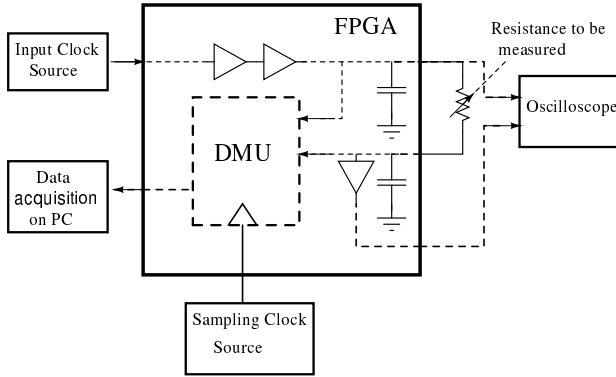 FPGA
Input Clock
Source
Resistance to be
measured
Oscilloscope
DMU
Data
acquisition
on PC
Sampling Clock
Source